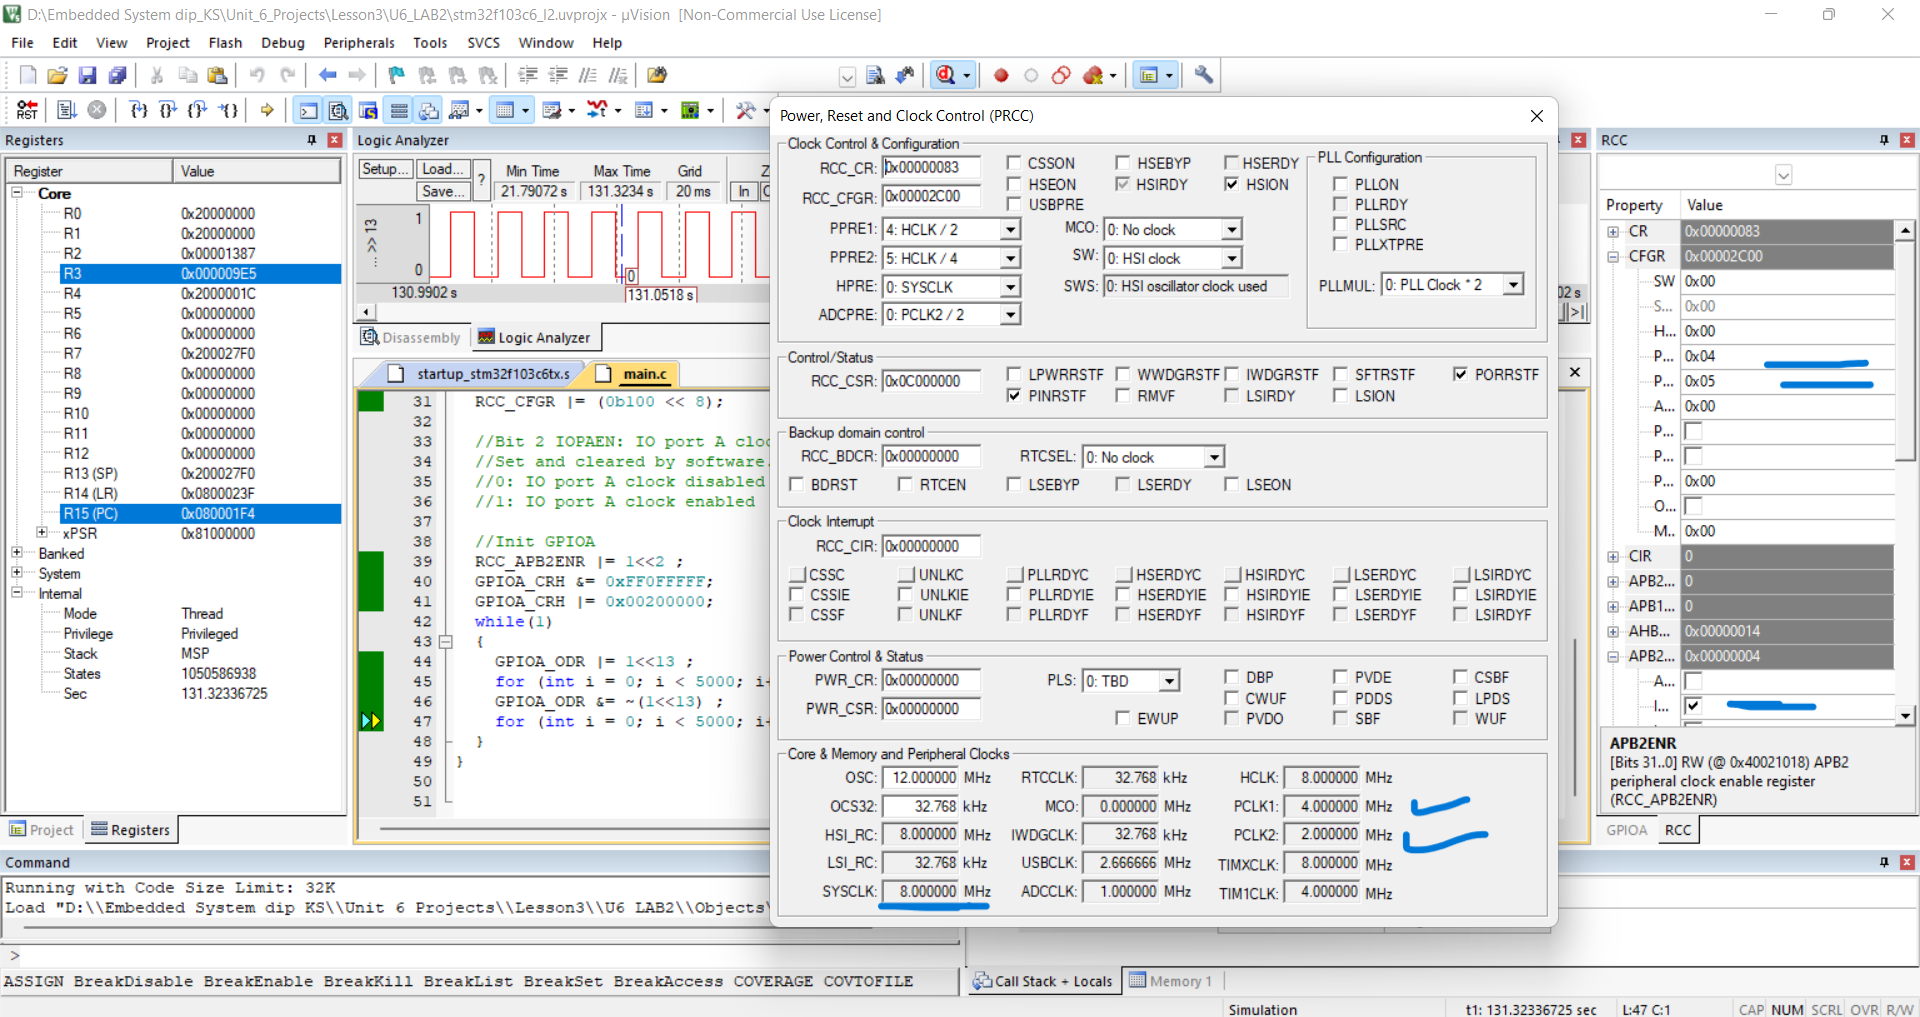 D:\Embedded System dip_KS\Unit_6_Projects\Lesson3\U6_LAB2\stm32f103c6_l2.uvprojx - µVision [Non-Commercial Use License]
File Edit View Project Flash Debug Peripherals Tools SVCS Window Help
Registers
Register Value
Core
R0 0x20000000
R1 0x20000000
R2 0x00001387
R3 0x000009E5
R4 0x2000001C
R5 0x00000000
R6 0x00000000
R7 0x200027F0
R8 0x00000000
R9 0x00000000
R10 0x00000000
R11 0x00000000
R12 0x00000000
R13 (SP) 0x200027F0
R14 (LR) 0x0800023F
R15 (PC) 0x080001F4
xPSR 0x81000000
Banked
System
Internal
Mode Thread
Privilege Privileged
Stack MSP
States 1050586938
Sec 131.32336725
Project Registers
Logic Analyzer
Setup... Load... Save... ?
Min Time Max Time Grid Z
21.79072 s 131.3234 s 20 ms In
... >> 13
1
0
0
130.9902 s 131.0518 s
Disassembly Logic Analyzer
startup_stm32f103c6tx.s main.c
31 RCC_CFGR |= (0b100 << 8);
32
33 //Bit 2 IOPAEN: IO port A cloc
34 //Set and cleared by software.
35 //0: IO port A clock disabled
36 //1: IO port A clock enabled
37
38 //Init GPIOA
39 RCC_APB2ENR |= 1<<2 ;
40 GPIOA_CRH &= 0xFF0FFFFF;
41 GPIOA_CRH |= 0x00200000;
42 while(1)
43 {
44 GPIOA_ODR |= 1<<13 ;
45 for (int i = 0; i < 5000; i+
46 GPIOA_ODR &= ~(1<<13) ;
47 for (int i = 0; i < 5000; i+
48 }
49 }
50
51
Power, Reset and Clock Control (PRCC)
Clock Control & Configuration
RCC_CR: 0x00000083
RCC_CFGR: 0x00002C00
CSSON HSEBYP HSERDY
HSEON HSIRDY HSION
USBPRE
PPRE1: 4: HCLK / 2
PPRE2: 5: HCLK / 4
HPRE: 0: SYSCLK
ADCPRE: 0: PCLK2 / 2
MCO: 0: No clock
SW: 0: HSI clock
SWS: 0: HSI oscillator clock used
PLL Configuration
PLLON
PLLRDY
PLLSRC
PLLXTPRE
PLLMUL: 0: PLL Clock * 2
Control/Status
RCC_CSR: 0x0C000000
LPWRRSTF WWDGRSTF IWDGRSTF SFTRSTF PORRSTF
PINRSTF RMVF LSIRDY LSION
Backup domain control
RCC_BDCR: 0x00000000 RTCSEL: 0: No clock
BDRST RTCEN LSEBYP LSERDY LSEON
Clock Interrupt
RCC_CIR: 0x00000000
CSSC UNLKC PLLRDYC HSERDYC HSIRDYC LSERDYC LSIRDYC
CSSIE UNLKIE PLLRDYIE HSERDYIE HSIRDYIE LSERDYIE LSIRDYIE
CSSF UNLKF PLLRDYF HSERDYF HSIRDYF LSERDYF LSIRDYF
Power Control & Status
PWR_CR: 0x00000000 PLS: 0: TBD DBP PVDE CSBF
CWUF PDDS LPDS
PWR_CSR: 0x00000000 EWUP PVDO SBF WUF
Core & Memory and Peripheral Clocks
OSC: 12.000000 MHz RTCCLK: 32.768 kHz HCLK: 8.000000 MHz
OCS32: 32.768 kHz MCO: 0.000000 MHz PCLK1: 4.000000 MHz
HSI_RC: 8.000000 MHz IWDGCLK: 32.768 kHz PCLK2: 2.000000 MHz
LSI_RC: 32.768 kHz USBCLK: 2.666666 MHz TIMXCLK: 8.000000 MHz
SYSCLK: 8.000000 MHz ADCCLK: 1.000000 MHz TIM1CLK: 4.000000 MHz
02 s
RCC
Property Value
CR 0x00000083
CFGR 0x00002C00
SW 0x00
S... 0x00
H... 0x00
P... 0x04
P... 0x05
A... 0x00
P...
P...
P... 0x00
O...
M.. 0x00
CIR 0
APB2... 0
APB1... 0
AHB... 0x00000014
APB2... 0x00000004
A...
I...
APB2ENR
[Bits 31..0] RW (@ 0x40021018) APB2
peripheral clock enable register
(RCC_APB2ENR)
GPIOA RCC
Command
Running with Code Size Limit: 32K
Load "D:\\Embedded System dip KS\\Unit 6 Projects\\Lesson3\\U6 LAB2\\Objects\
>
ASSIGN BreakDisable BreakEnable BreakKill BreakList BreakSet BreakAccess COVERAGE COVTOFILE
Call Stack + Locals Memory 1
Simulation t1: 131.32336725 sec L:47 C:1 CAP NUM SCRL OVR R/W